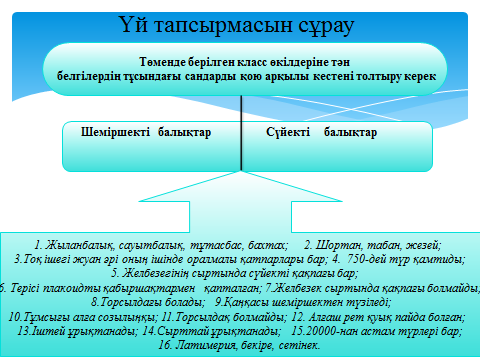 Үй тапсырмасын сұрау
Төменде берілген класс өкілдеріне тән
белгілердің тұсындағы сандарды қою арқылы кестені толтыру керек
Шеміршекті балықтар
Сүйекті балықтар
1. Жыланбалық, сауытбалық, тұтасбас, бахтах; 2. Шортан, табан, жезей;
3.Тоқ ішегі жуан әрі оның ішінде оралмалы қатпарлары бар; 4. 750-дей түр қамтиды;
5. Желбезегінің сыртында сүйекті қақпағы бар;
6. Терісі плакоидты қабыршақтармен қапталған; 7.Желбезек сыртында қақпағы болмайды;
8.Торсылдағы болады; 9.Қаңқасы шеміршектен түзіледі;
10.Тұмсығы алға созылыңқы; 11.Торсылдақ болмайды; 12. Алғаш рет құық пайда болған;
13.Іштей ұрықтанады; 14.Сырттай ұрықтанады; 15.20000-нан астам түрлері бар;
16. Латимерия, бекіре, сетінек.